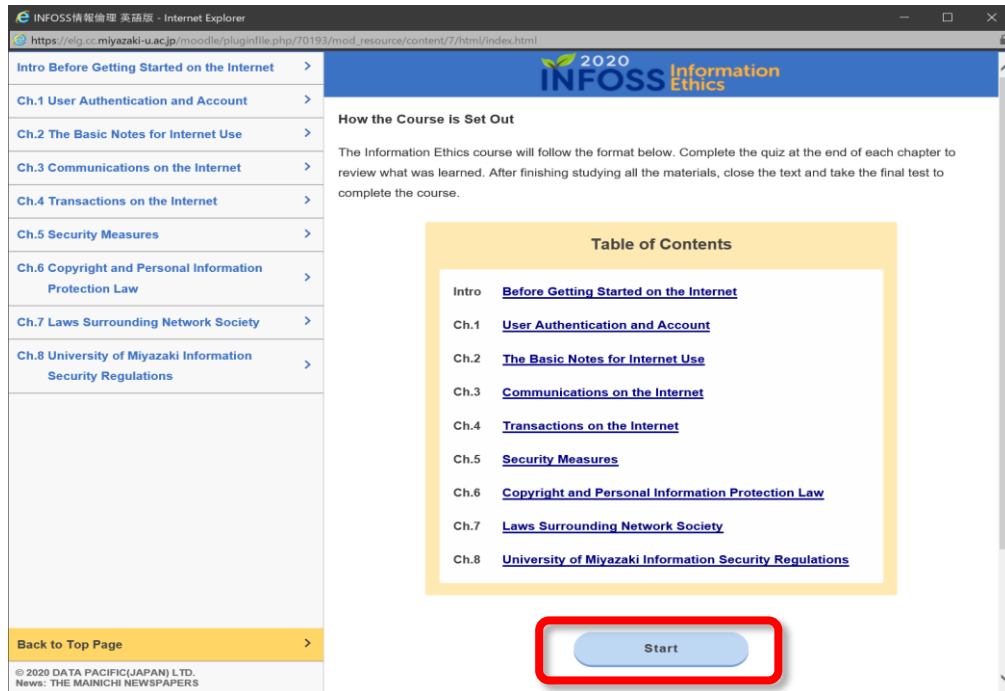 INFOSS情報倫理 英語版 - Internet Explorer
https://elg.cc.miyazaki-u.ac.jp/moodle/pluginfile.php/70193/mod_resource/content/7/html/index.html
Intro Before Getting Started on the Internet
Ch.1 User Authentication and Account
Ch.2 The Basic Notes for Internet Use
Ch.3 Communications on the Internet
Ch.4 Transactions on the Internet
Ch.5 Security Measures
Ch.6 Copyright and Personal Information
Protection Law
Ch.7 Laws Surrounding Network Society
Ch.8 University of Miyazaki Information
Security Regulations
Back to Top Page
© 2020 DATA PACIFIC(JAPAN) LTD.
News: THE MAINICHI NEWSPAPERS
2020
INFOSS Information
Ethics
How the Course is Set Out
The Information Ethics course will follow the format below. Complete the quiz at the end of each chapter to
review what was learned. After finishing studying all the materials, close the text and take the final test to
complete the course.
Table of Contents
Intro Before Getting Started on the Internet
Ch.1 User Authentication and Account
Ch.2 The Basic Notes for Internet Use
Ch.3 Communications on the Internet
Ch.4 Transactions on the Internet
Ch.5 Security Measures
Ch.6 Copyright and Personal Information Protection Law
Ch.7 Laws Surrounding Network Society
Ch.8 University of Miyazaki Information Security Regulations
Start